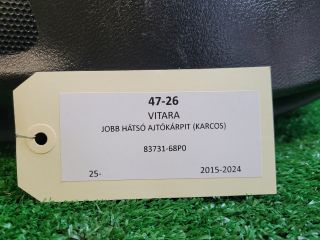 47-26
VITARA
JOBB HÁTSÓ AJTÓKÁRPIT (KARCOS)
83731-68P0
25- 2015-2024